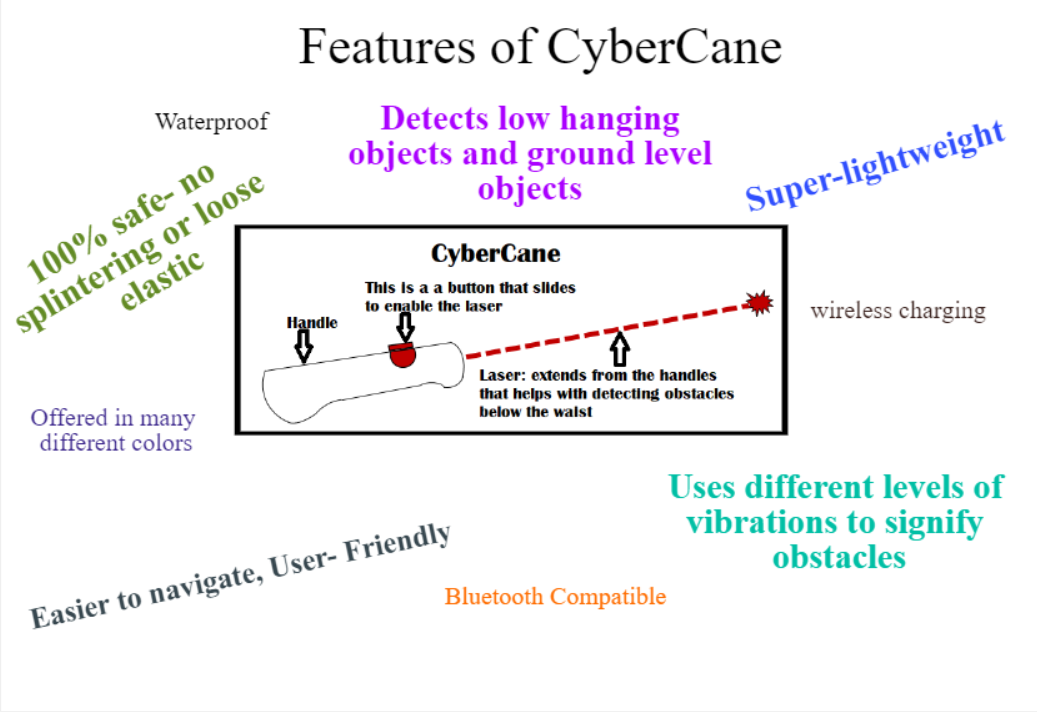 Features of CyberCane
Waterproof
Detects low hanging
objects and ground level
objects
Super-lightweight
100% safe- no
splintering or loose
elastic
CyberCane
This is a a button that slides
to enable the laser
Handle
wireless charging
Laser: extends from the handles
that helps with detecting obstacles
below the waist
Offered in many
different colors
Uses different levels of
vibrations to signify
obstacles
Easier to navigate, User- Friendly
Bluetooth Compatible